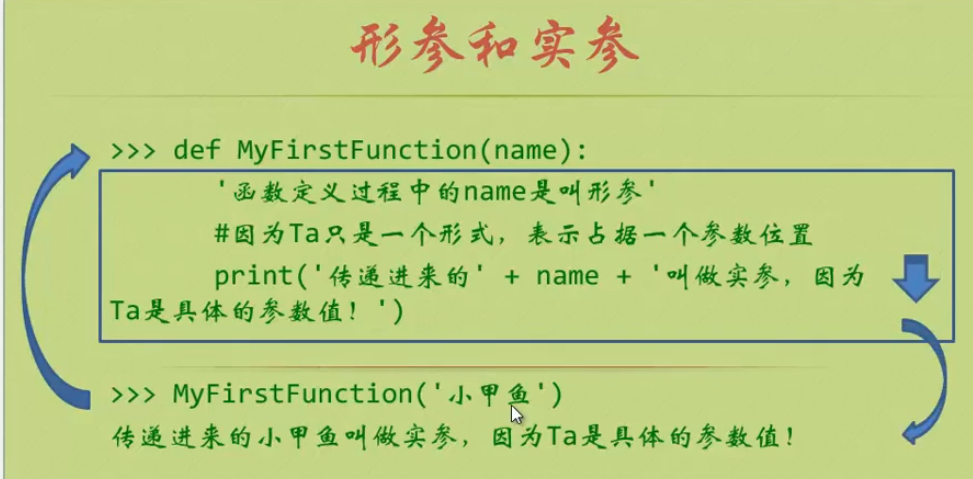 形参和实参
>>> def MyFirstFunction(name):
'函数定义过程中的name是叫形参'
#因为Ta只是一个形式，表示占据一个参数位置
print('传递进来的' + name + '叫做实参，因为
Ta是具体的参数值！')
>>> MyFirstFunction('小甲鱼')
传递进来的小甲鱼叫做实参，因为Ta是具体的参数值！